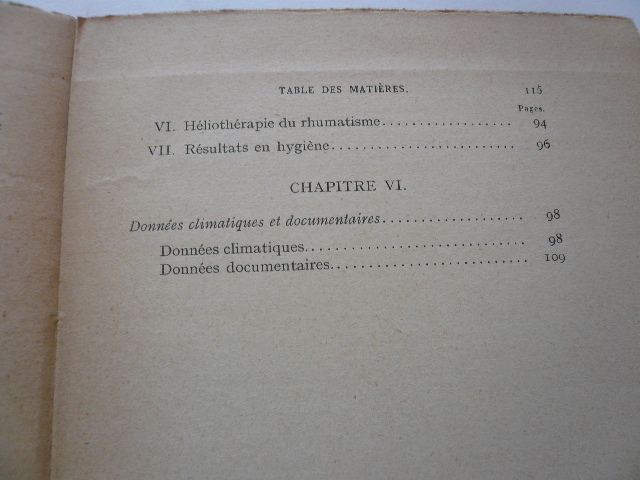 TABLE DES MATIÈRES. 115
Pages.
VI. Héliothérapie du rhumatisme.................. 94
VII. Résultats en hygiène......................... 96
CHAPITRE VI.
Données climatiques et documentaires.................. 98
Données climatiques......................... 98
Données documentaires........................ 109